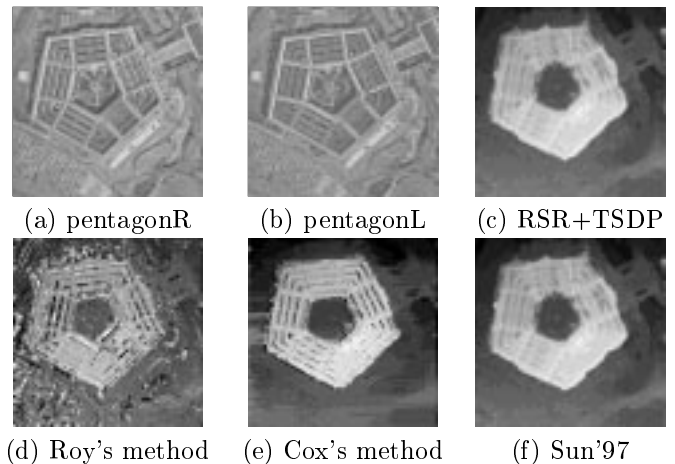 (a) pentagonR
(b) pentagonL
(c) RSR+TSDP
(d) Roy's method
(e) Cox's method
(f) Sun'97